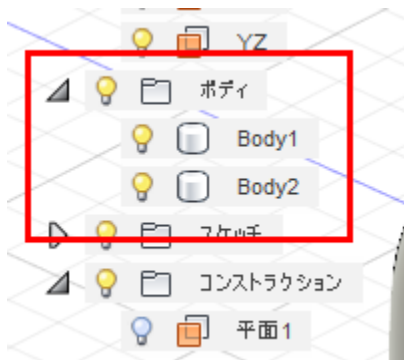 YZ
ボディ
Body1
Body2
スケッチ
コンストラクション
平面1